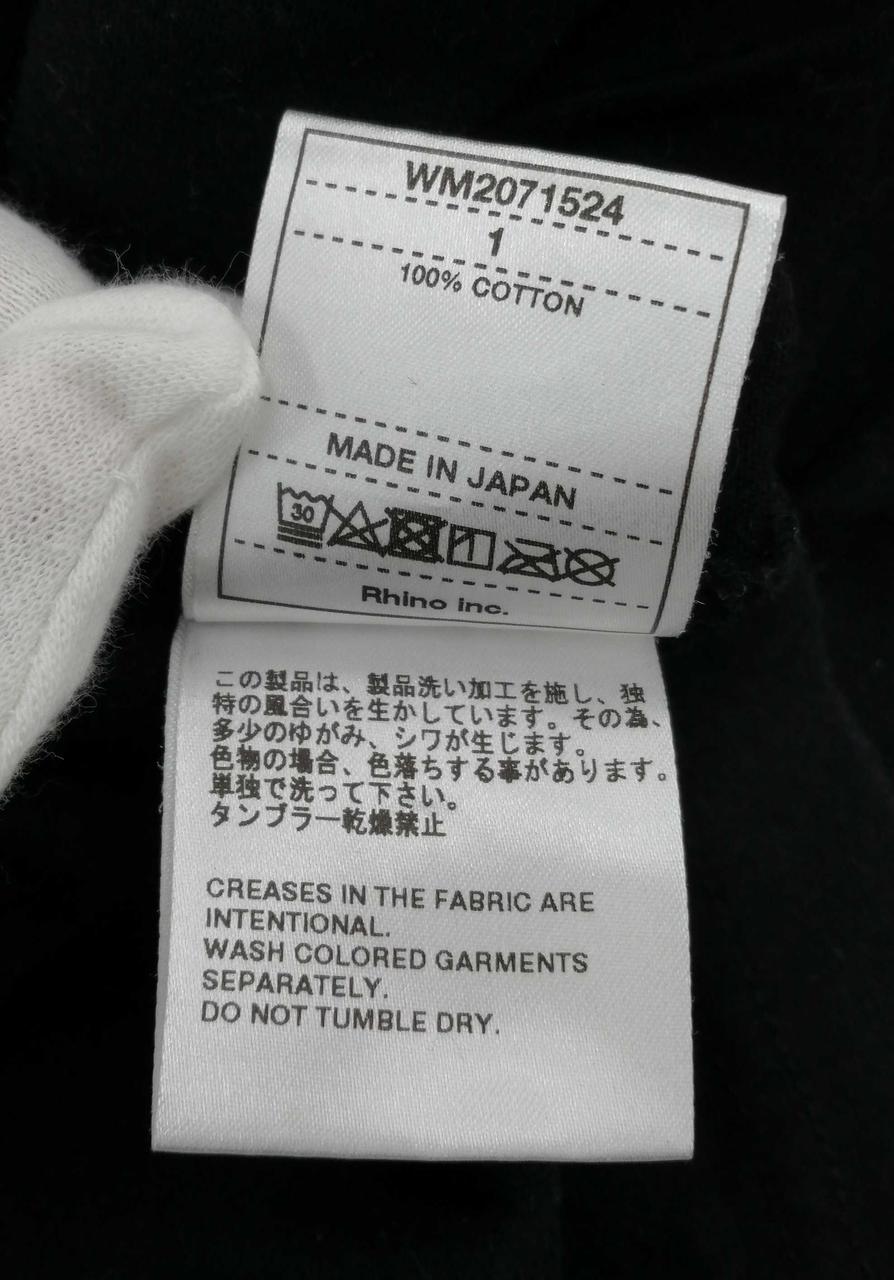 WM2071524
1
100% COTTON
MADE IN JAPAN
30
Rhino inc.
この製品は、製品洗い加工を施し、独
特の風合いを生かしています。その為、
多少のゆがみ、シワが生じます。
色物の場合、色落ちする事があります。
単独で洗って下さい。
タンブラー乾燥禁止
CREASES IN THE FABRIC ARE
INTENTIONAL.
WASH COLORED GARMENTS
SEPARATELY.
DO NOT TUMBLE DRY.